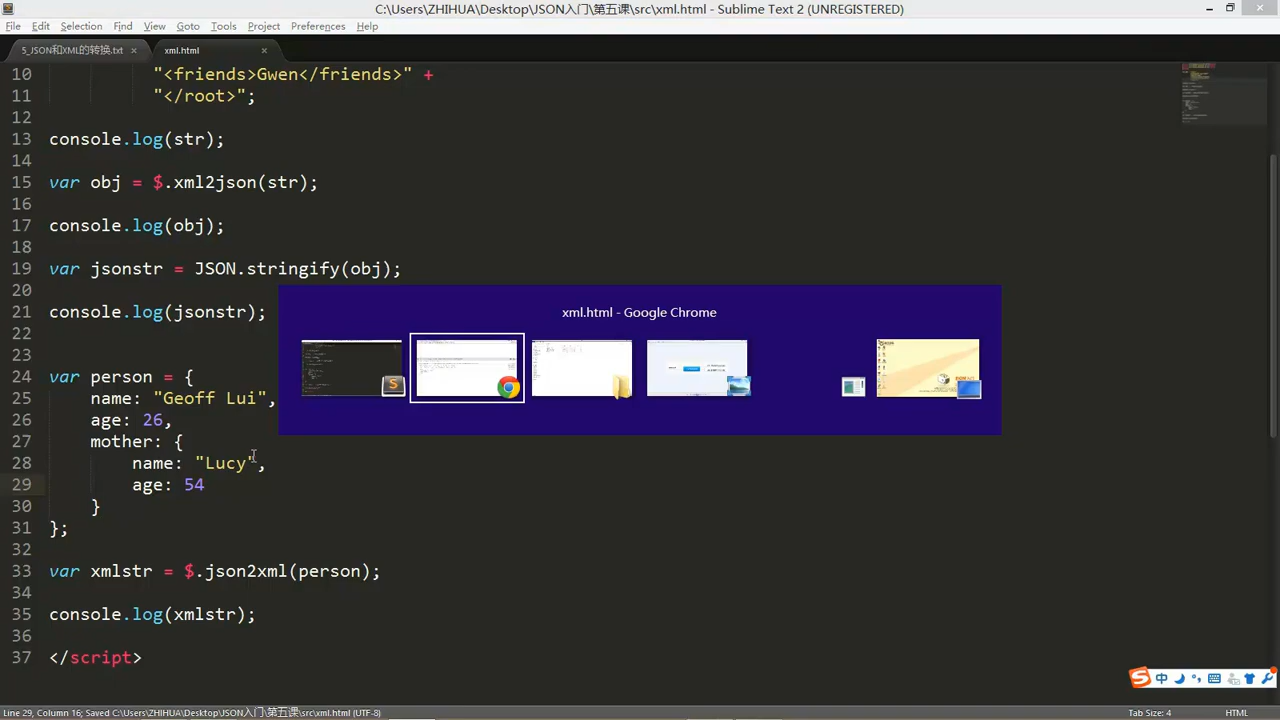 C:\Users\ZHIHUA\Desktop\JSON入门\第五课\src\xml.html - Sublime Text 2 (UNREGISTERED)
File Edit Selection Find View Goto Tools Project Preferences Help
5_JSON和XML的转换.txt × xml.html ×
10 "<friends>Gwen</friends>" +
11 "</root>";
12
13 console.log(str);
14
15 var obj = $.xml2json(str);
16
17 console.log(obj);
18
19 var jsonstr = JSON.stringify(obj);
20
21 console.log(jsonstr);
xml.html - Google Chrome
22
23
24 var person = {
25 name: "Geoff Lui",
26 age: 26,
27 mother: {
28 name: "Lucy",
29 age: 54
30 }
31 };
32
33 var xmlstr = $.json2xml(person);
34
35 console.log(xmlstr);
36
37 </script>
S 中
Line 29, Column 16; Saved C:\Users\ZHIHUA\Desktop\JSON入门\第五课\src\xml.html (UTF-8) Tab Size: 4 HTML